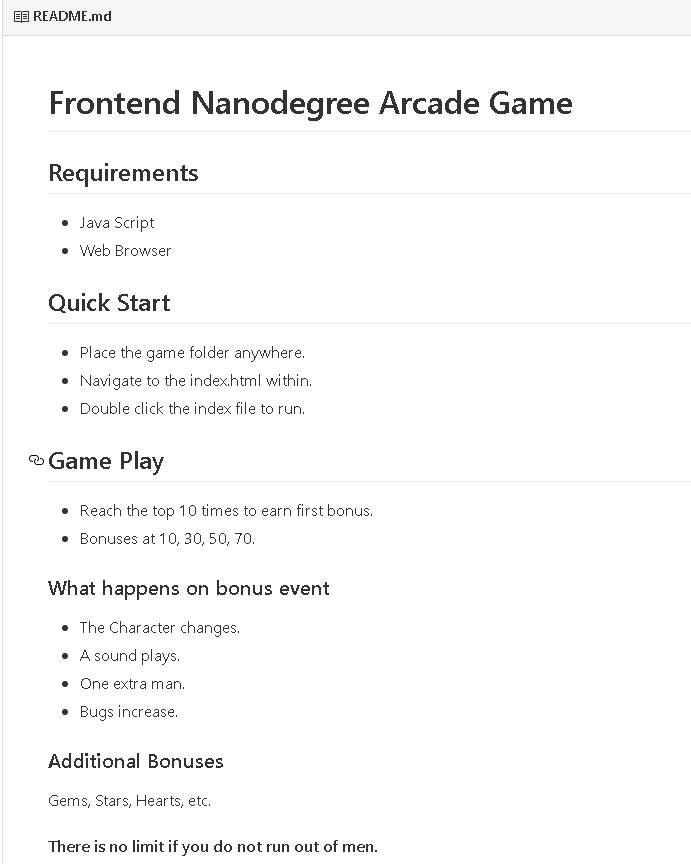 README.md
Frontend Nanodegree Arcade Game
Requirements
Java Script
Web Browser
Quick Start
Place the game folder anywhere.
Navigate to the index.html within.
Double click the index file to run.
Game Play
Reach the top 10 times to earn first bonus.
Bonuses at 10, 30, 50, 70.
What happens on bonus event
The Character changes.
A sound plays.
One extra man.
Bugs increase.
Additional Bonuses
Gems, Stars, Hearts, etc.
There is no limit if you do not run out of men.